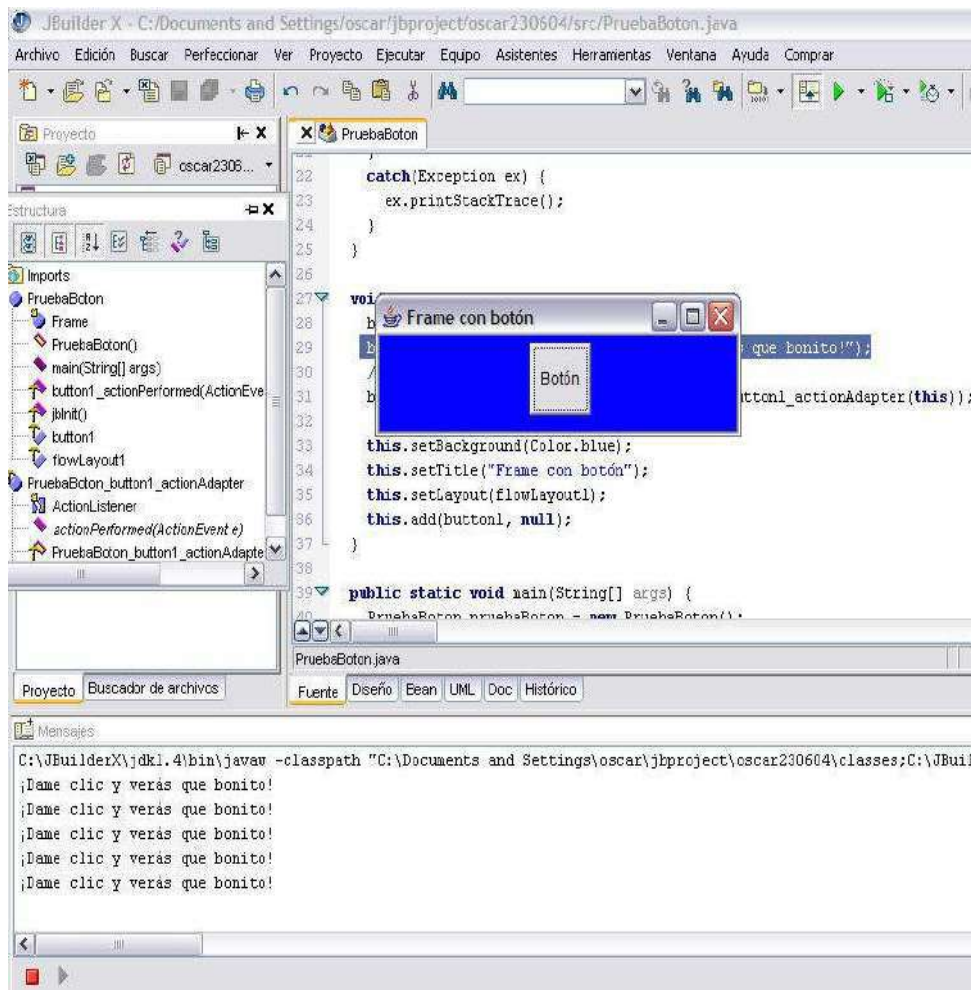 JBuilder X - C:/Documents and Settings/oscar/jbproject/oscar230604/src/PruebaBoton.java
Archivo Edición Buscar Perfeccionar Ver Proyecto Ejecutar Equipo Asistentes Herramientas Ventana Ayuda Comprar
Proyecto
oscar2306...
Estructura
Imports
PruebaBoton
Frame
PruebaBoton()
main(String[] args)
button1_actionPerformed(ActionEve
jbInit()
button1
flowLayout1
PruebaBoton_button1_actionAdapter
ActionListener
actionPerformed(ActionEvent e)
PruebaBoton_button1_actionAdapte
Proyecto Buscador de archivos
PruebaBoton
22 catch(Exception ex) {
23 ex.printStackTrace();
24 }
25 }
26
27 voi
28 b
29 b s que bonito!");
30 /
31 b uttonl_actionAdapter(this));
32
33 this.setBackground(Color.blue);
34 this.setTitle("Frame con botón");
35 this.setLayout(flowLayout1);
36 this.add(button1, null);
37 }
38
39 public static void main(String[] args) {
40 PruebaBoton pruebaBoton = new PruebaBoton();
Frame con botón
Botón
PruebaBoton.java
Fuente Diseño Bean UML Doc Histórico
Mensajes
C:\JBuilderX\jdk1.4\bin\javaw -classpath "C:\Documents and Settings\oscar\jbproject\oscar230604\classes;C:\JBuil
¡Dame clic y verás que bonito!
¡Dame clic y verás que bonito!
¡Dame clic y verás que bonito!
¡Dame clic y verás que bonito!
¡Dame clic y verás que bonito!